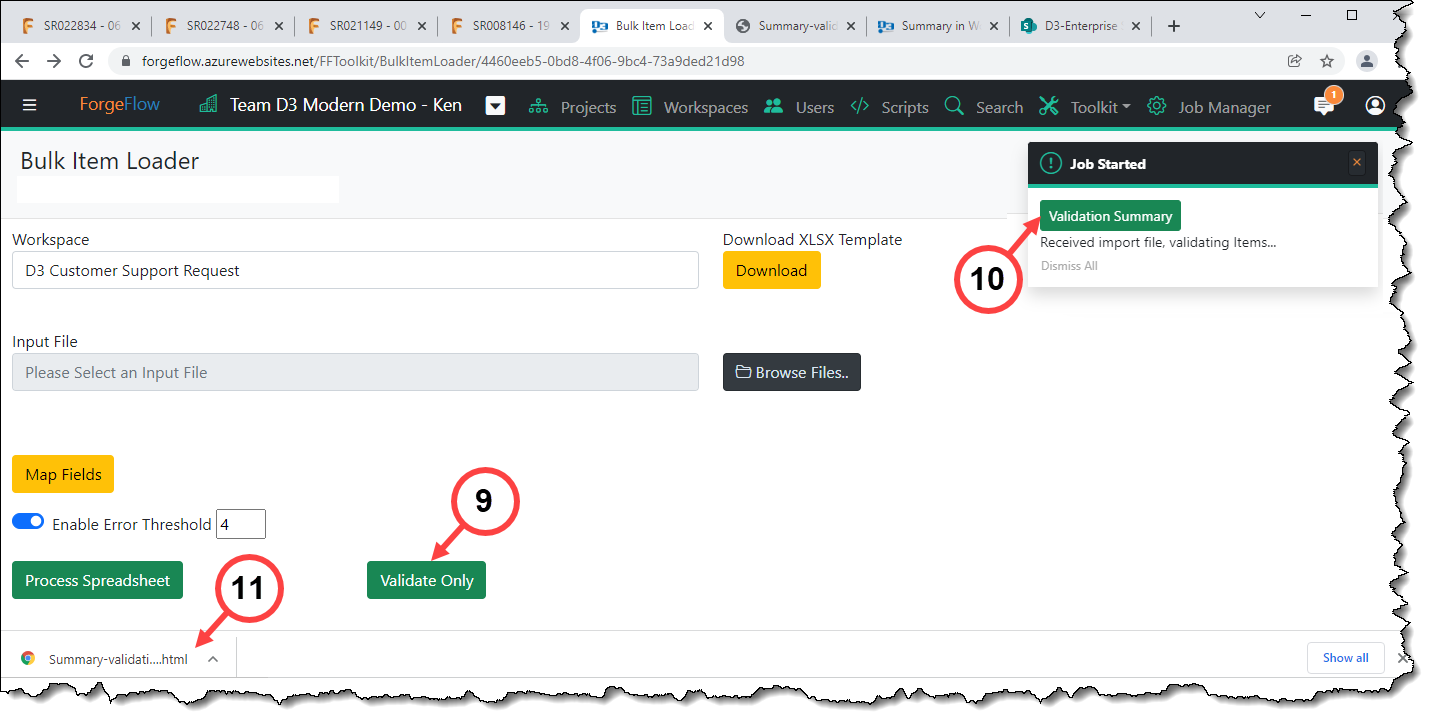 SR022834 - 06
SR022748 - 06
SR021149 - 00
SR008146 - 19
Bulk Item Load
Summary-valid
Summary in W
D3-Enterprise
forgeflow.azurewebsites.net/FFToolkit/BulkItemLoader/4460eeb5-0bd8-4f06-9bc4-73a9ded21d98
ForgeFlow Team D3 Modern Demo - Ken Projects Workspaces Users Scripts Search Toolkit Job Manager 1
Bulk Item Loader
Job Started
Validation Summary
Received import file, validating Items...
Dismiss All
10
Workspace
D3 Customer Support Request
Download XLSX Template
Download
Input File
Please Select an Input File
Browse Files..
Map Fields
Enable Error Threshold 4
9
Process Spreadsheet
11
Validate Only
Summary-validati....html
Show all